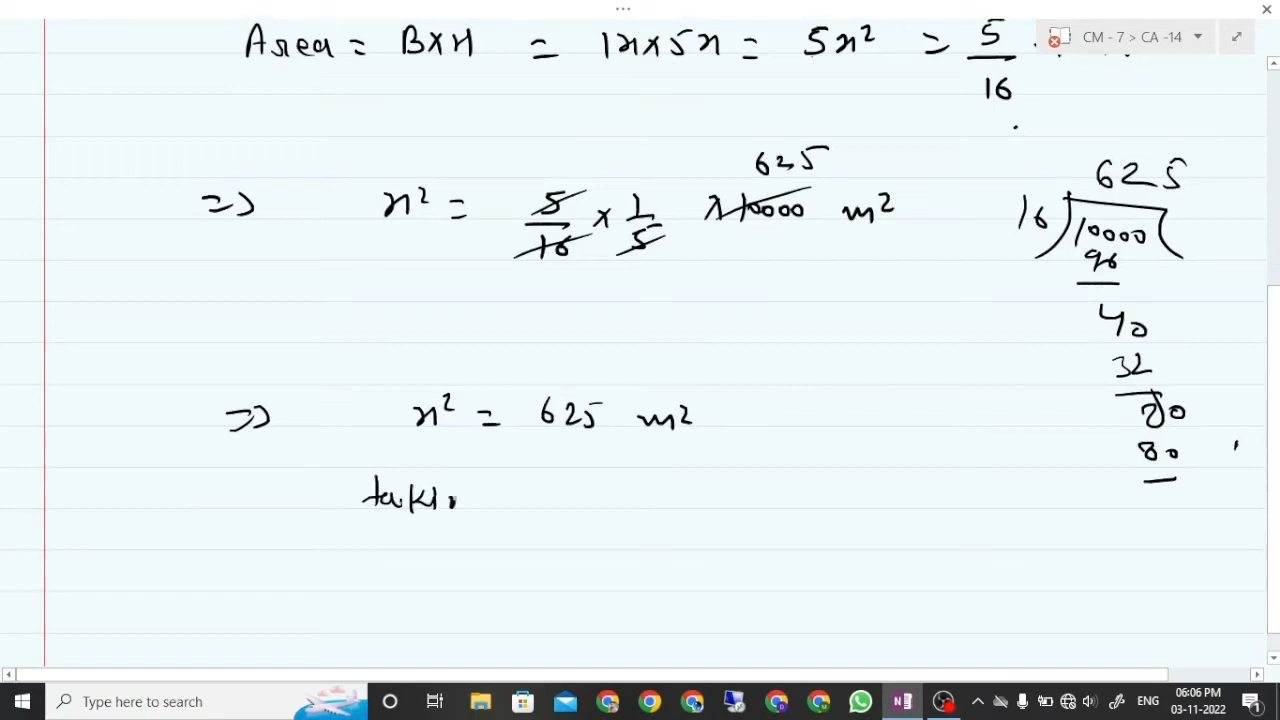 Area = B×H = 1x×5x = 5x² = 5/16
CM - 7 > CA -14
625
⇒ x² = 5/16 × 1/5 ×10000 m²
625
16)10000(
96
40
32
80
80
⇒ x² = 625 m²
takin
Type here to search
ENG
06:06 PM
03-11-2022
1